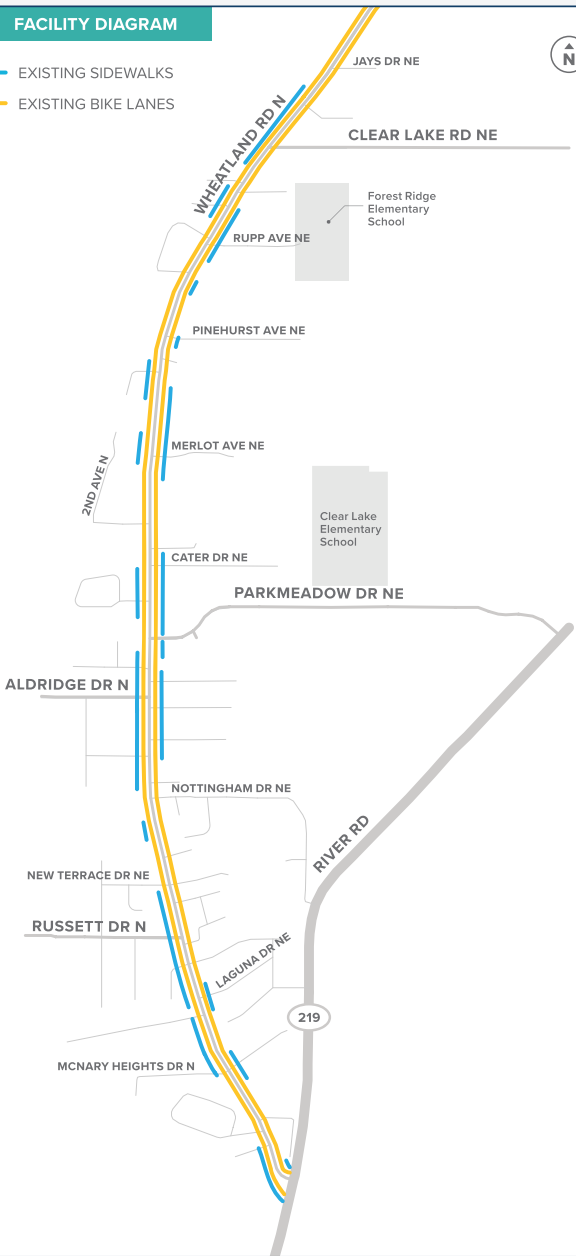 FACILITY DIAGRAM
EXISTING SIDEWALKS
EXISTING BIKE LANES
N
JAYS DR NE
WHEATLAND RD N
CLEAR LAKE RD NE
Forest Ridge
Elementary
School
RUPP AVE NE
PINEHURST AVE NE
MERLOT AVE NE
2ND AVE N
Clear Lake
Elementary
School
CATER DR NE
PARKMEADOW DR NE
ALDRIDGE DR N
NOTTINGHAM DR NE
RIVER RD
NEW TERRACE DR NE
RUSSETT DR N
LAGUNA DR NE
219
MCNARY HEIGHTS DR N